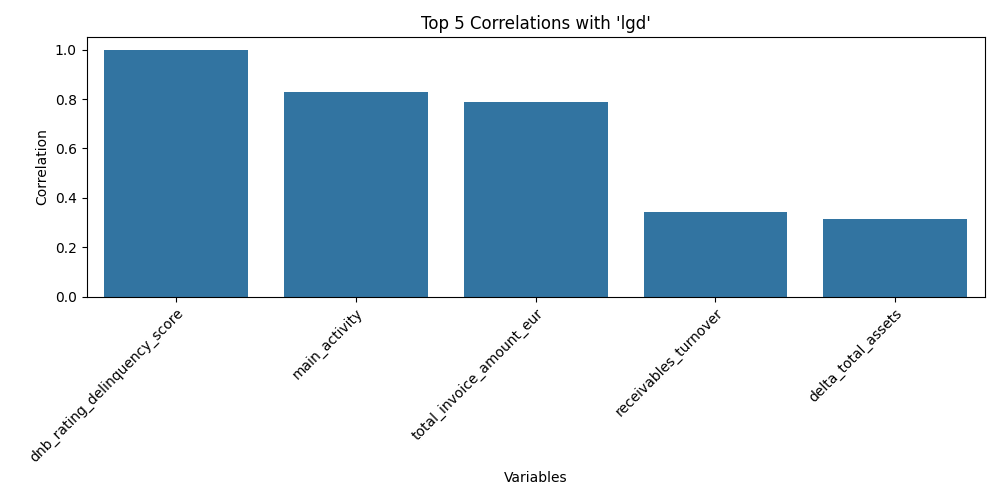 Top 5 Correlations with 'lgd'
Correlation
1.0
0.8
0.6
0.4
0.2
0.0
dnb_rating_delinquency_score
main_activity
total_invoice_amount_eur
receivables_turnover
delta_total_assets
Variables